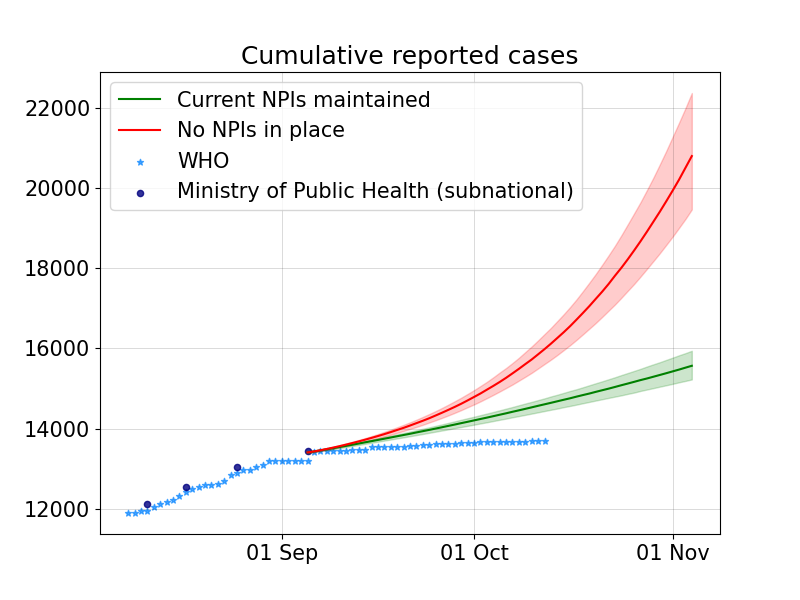 Cumulative reported cases
Current NPIs maintained
No NPIs in place
WHO
Ministry of Public Health (subnational)
22000
20000
18000
16000
14000
12000
01 Sep
01 Oct
01 Nov